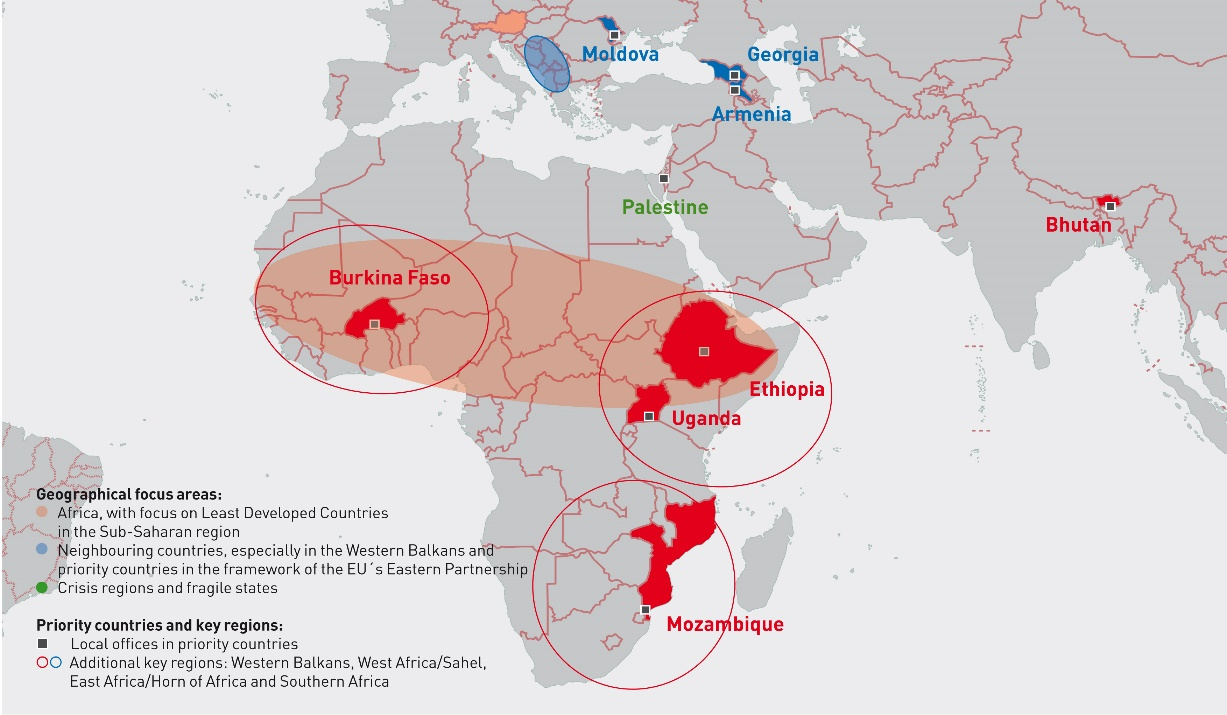 Moldova
Georgia
Armenia
Palestine
Bhutan
Burkina Faso
Ethiopia
Uganda
Mozambique
Geographical focus areas:
Africa, with focus on Least Developed Countries
in the Sub-Saharan region
Neighbouring countries, especially in the Western Balkans and
priority countries in the framework of the EU´s Eastern Partnership
Crisis regions and fragile states
Priority countries and key regions:
Local offices in priority countries
Additional key regions: Western Balkans, West Africa/Sahel,
East Africa/Horn of Africa and Southern Africa